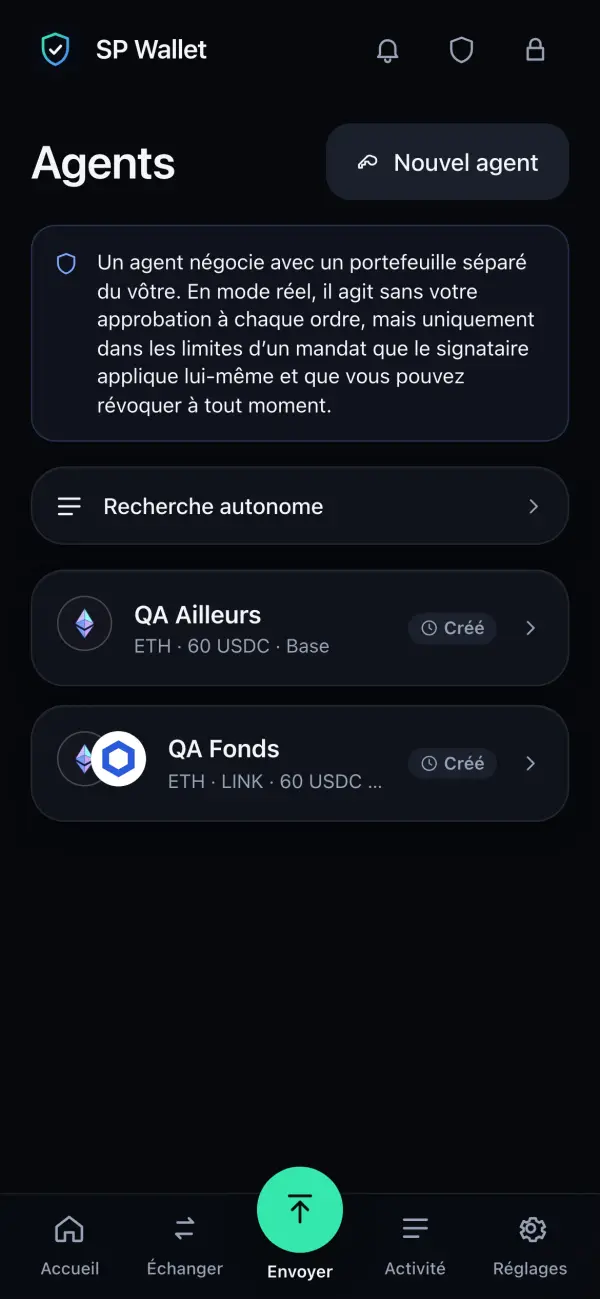 SP Wallet
Agents
Nouvel agent
Un agent négocie avec un portefeuille séparé
du vôtre. En mode réel, il agit sans votre
approbation à chaque ordre, mais uniquement
dans les limites d’un mandat que le signataire
applique lui-même et que vous pouvez
révoquer à tout moment.
Recherche autonome
QA Ailleurs
ETH · 60 USDC · Base
Créé
QA Fonds
ETH · LINK · 60 USDC ...
Créé
Accueil
Échanger
Envoyer
Activité
Réglages